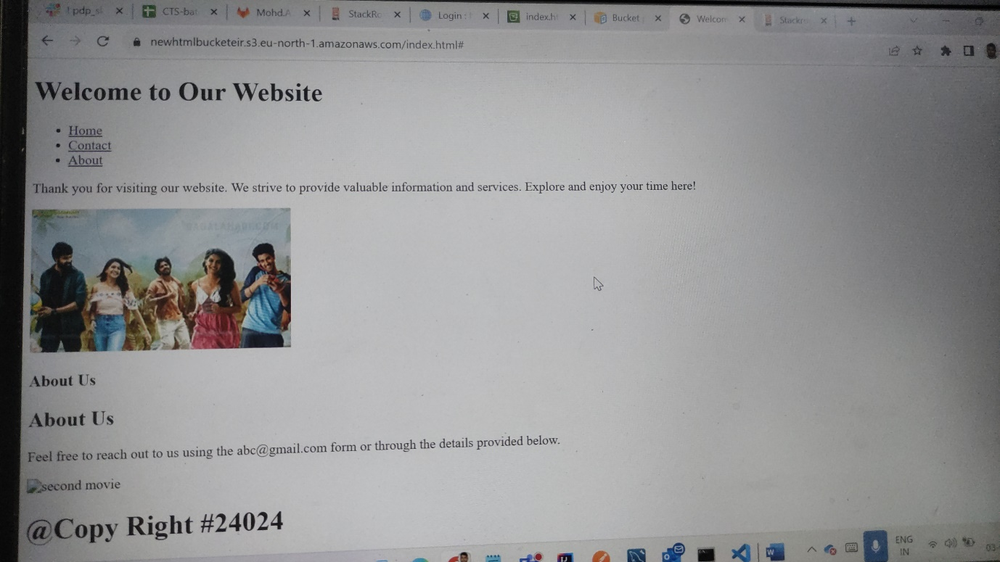 ! pdp_sl
CTS-bat
Mohd.A
StackRo
Login :
index.h
Bucket
Welcom
Stackro
newhtmlbucketeir.s3.eu-north-1.amazonaws.com/index.html#
Welcome to Our Website
Home
Contact
About
Thank you for visiting our website. We strive to provide valuable information and services. Explore and enjoy your time here!
About Us
About Us
Feel free to reach out to us using the abc@gmail.com form or through the details provided below.
second movie
@Copy Right #24024
ENG
IN
03-